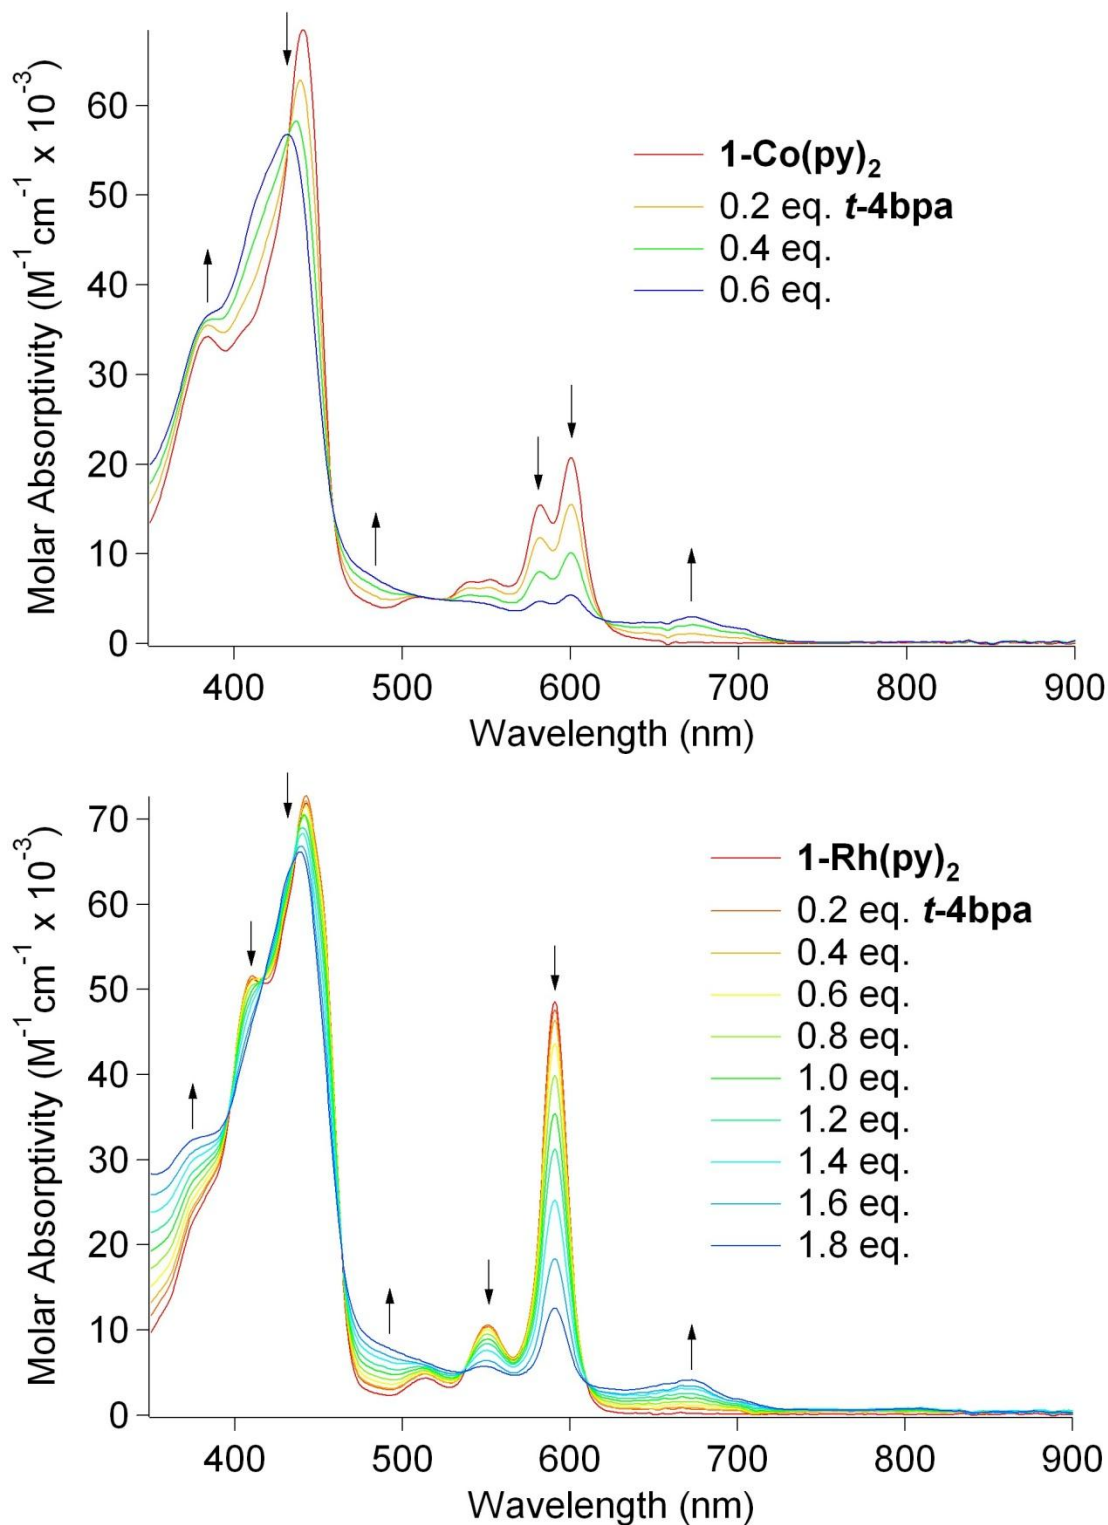 Molar Absorptivity (M⁻¹cm⁻¹ x 10⁻³)
60
50
40
30
20
10
0
1-Co(py)₂
0.2 eq. t-4bpa
0.4 eq.
0.6 eq.
400 500 600 700 800 900
Wavelength (nm)
Molar Absorptivity (M⁻¹cm⁻¹ x 10⁻³)
70
60
50
40
30
20
10
0
1-Rh(py)₂
0.2 eq. t-4bpa
0.4 eq.
0.6 eq.
0.8 eq.
1.0 eq.
1.2 eq.
1.4 eq.
1.6 eq.
1.8 eq.
400 500 600 700 800 900
Wavelength (nm)